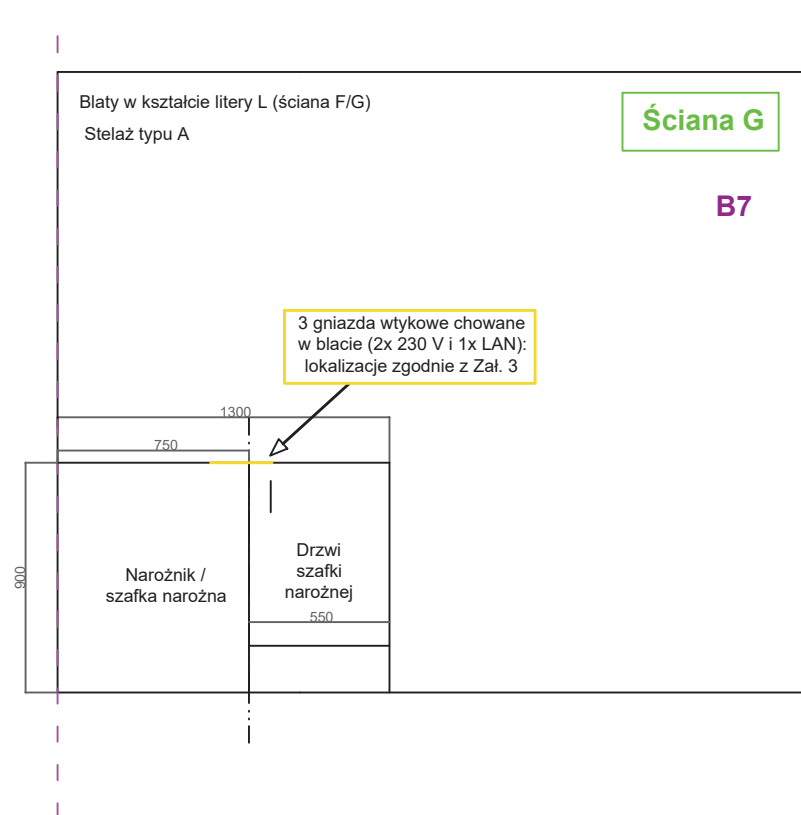 Blaty w kształcie litery L (ściana F/G)
Stelaż typu A
Ściana G
B7
3 gniazda wtykowe chowane
w blacie (2x 230 V i 1x LAN):
lokalizacje zgodnie z Zał. 3
1300
750
900
Narożnik /
szafka narożna
Drzwi
szafki
narożnej
550